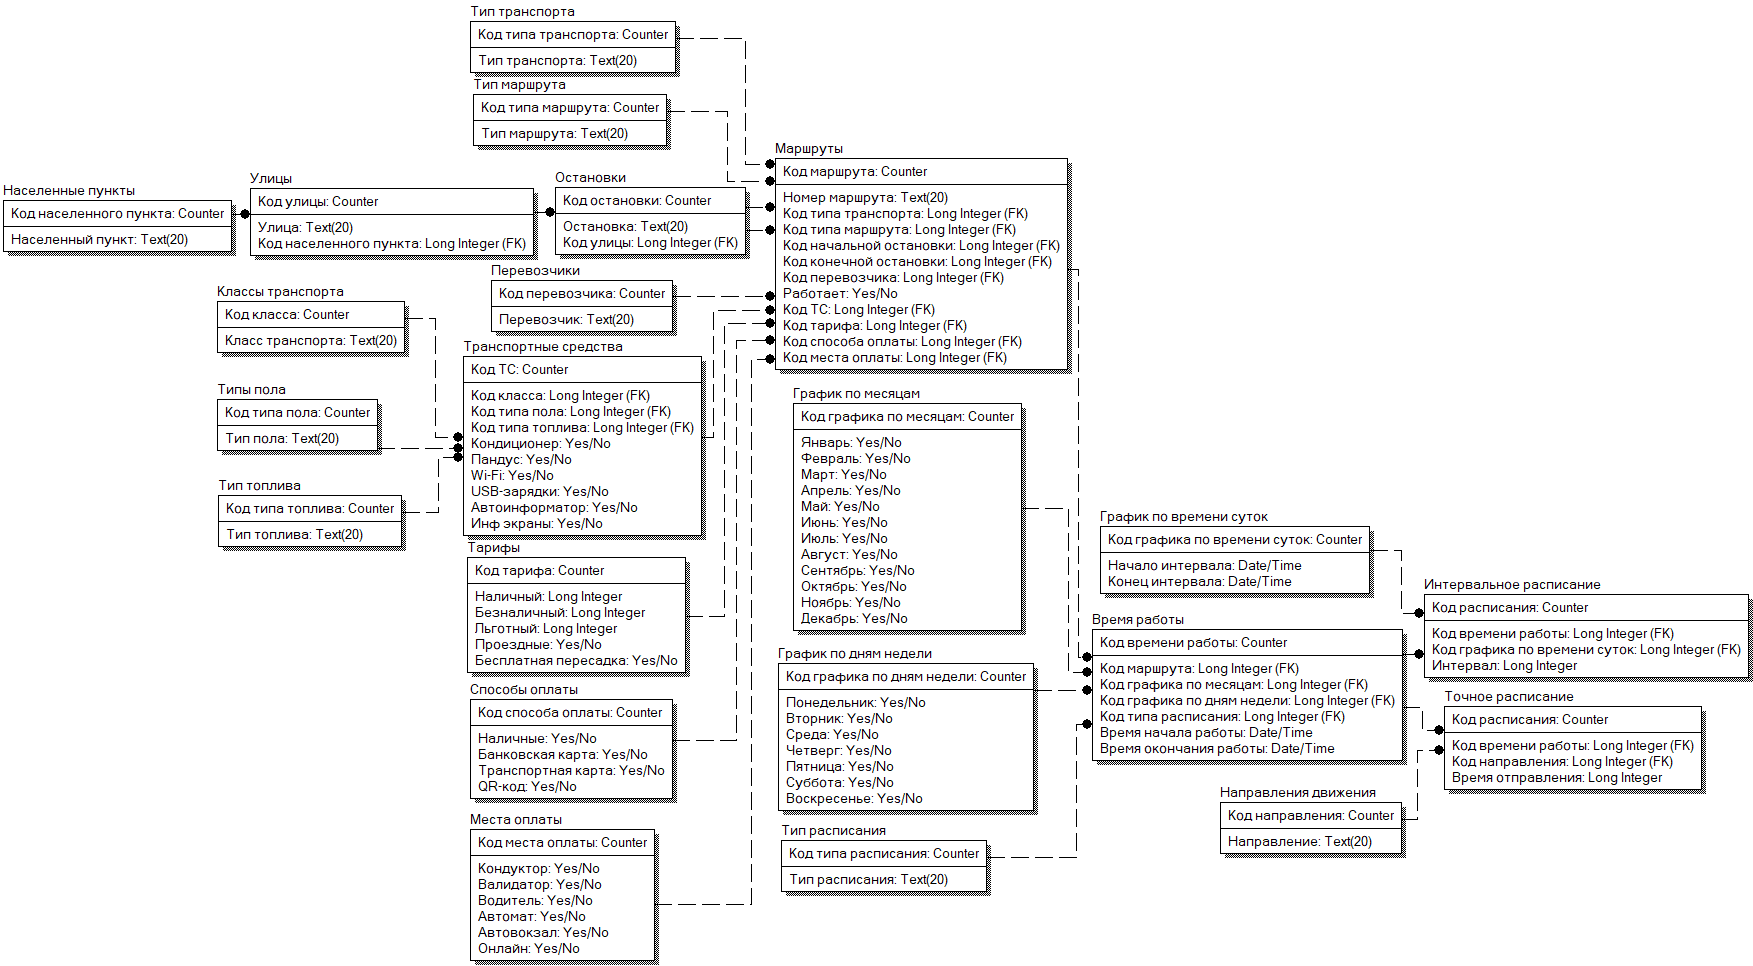 Тип транспорта
Код типа транспорта: Counter
Тип транспорта: Text(20)
Тип маршрута
Код типа маршрута: Counter
Тип маршрута: Text(20)
Населенные пункты
Код населенного пункта: Counter
Населенный пункт: Text(20)
Улицы
Код улицы: Counter
Улица: Text(20)
Код населенного пункта: Long Integer (FK)
Остановки
Код остановки: Counter
Остановка: Text(20)
Код улицы: Long Integer (FK)
Маршруты
Код маршрута: Counter
Номер маршрута: Text(20)
Код типа транспорта: Long Integer (FK)
Код типа маршрута: Long Integer (FK)
Код начальной остановки: Long Integer (FK)
Код конечной остановки: Long Integer (FK)
Код перевозчика: Long Integer (FK)
Работает: Yes/No
Код ТС: Long Integer (FK)
Код тарифа: Long Integer (FK)
Код способа оплаты: Long Integer (FK)
Код места оплаты: Long Integer (FK)
Перевозчики
Код перевозчика: Counter
Перевозчик: Text(20)
Классы транспорта
Код класса: Counter
Класс транспорта: Text(20)
Типы пола
Код типа пола: Counter
Тип пола: Text(20)
Тип топлива
Код типа топлива: Counter
Тип топлива: Text(20)
Транспортные средства
Код ТС: Counter
Код класса: Long Integer (FK)
Код типа пола: Long Integer (FK)
Код типа топлива: Long Integer (FK)
Кондиционер: Yes/No
Пандус: Yes/No
Wi-Fi: Yes/No
USB-зарядки: Yes/No
Автоинформатор: Yes/No
Инф экраны: Yes/No
Тарифы
Код тарифа: Counter
Наличный: Long Integer
Безналичный: Long Integer
Льготный: Long Integer
Проездные: Yes/No
Бесплатная пересадка: Yes/No
Способы оплаты
Код способа оплаты: Counter
Наличные: Yes/No
Банковская карта: Yes/No
Транспортная карта: Yes/No
QR-код: Yes/No
Места оплаты
Код места оплаты: Counter
Кондуктор: Yes/No
Валидатор: Yes/No
Водитель: Yes/No
Автомат: Yes/No
Автовокзал: Yes/No
Онлайн: Yes/No
График по месяцам
Код графика по месяцам: Counter
Январь: Yes/No
Февраль: Yes/No
Март: Yes/No
Апрель: Yes/No
Май: Yes/No
Июнь: Yes/No
Июль: Yes/No
Август: Yes/No
Сентябрь: Yes/No
Октябрь: Yes/No
Ноябрь: Yes/No
Декабрь: Yes/No
График по дням недели
Код графика по дням недели: Counter
Понедельник: Yes/No
Вторник: Yes/No
Среда: Yes/No
Четверг: Yes/No
Пятница: Yes/No
Суббота: Yes/No
Воскресенье: Yes/No
Тип расписания
Код типа расписания: Counter
Тип расписания: Text(20)
График по времени суток
Код графика по времени суток: Counter
Начало интервала: Date/Time
Конец интервала: Date/Time
Время работы
Код времени работы: Counter
Код маршрута: Long Integer (FK)
Код графика по месяцам: Long Integer (FK)
Код графика по дням недели: Long Integer (FK)
Код типа расписания: Long Integer (FK)
Время начала работы: Date/Time
Время окончания работы: Date/Time
Интервальное расписание
Код расписания: Counter
Код времени работы: Long Integer (FK)
Код графика по времени суток: Long Integer (FK)
Интервал: Long Integer
Точное расписание
Код расписания: Counter
Код времени работы: Long Integer (FK)
Код направления: Long Integer (FK)
Время отправления: Long Integer
Направления движения
Код направления: Counter
Направление: Text(20)